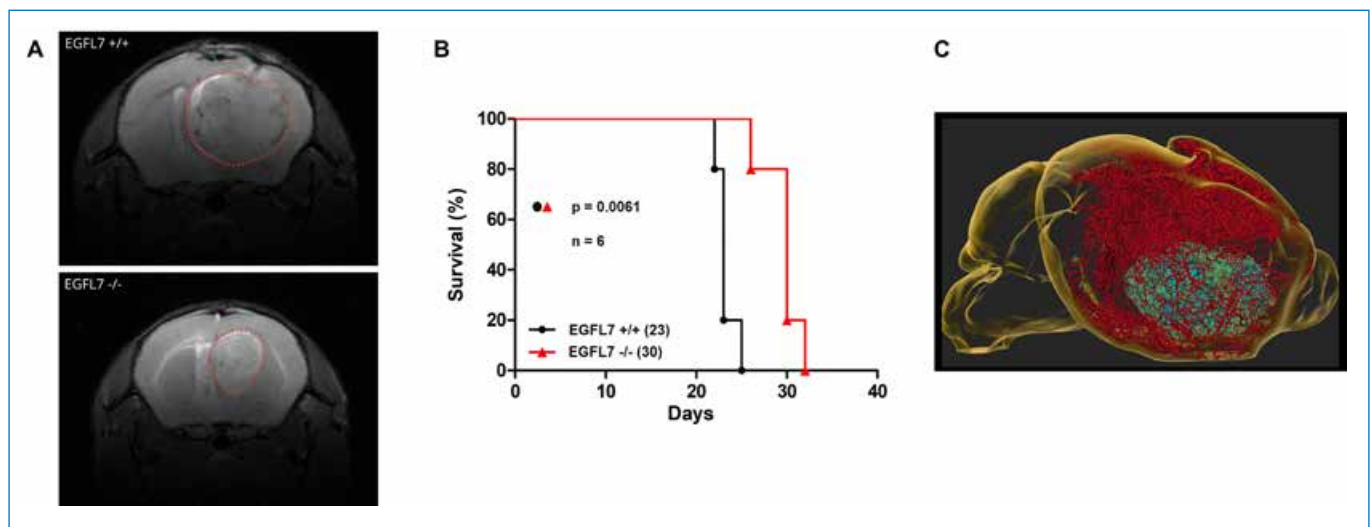 A
EGFL7 +/+
EGFL7 -/-
B
100
80
60
40
20
0
Survival (%)
p = 0.0061
n = 6
EGFL7 +/+ (23)
EGFL7 -/- (30)
0 10 20 30 40
Days
C